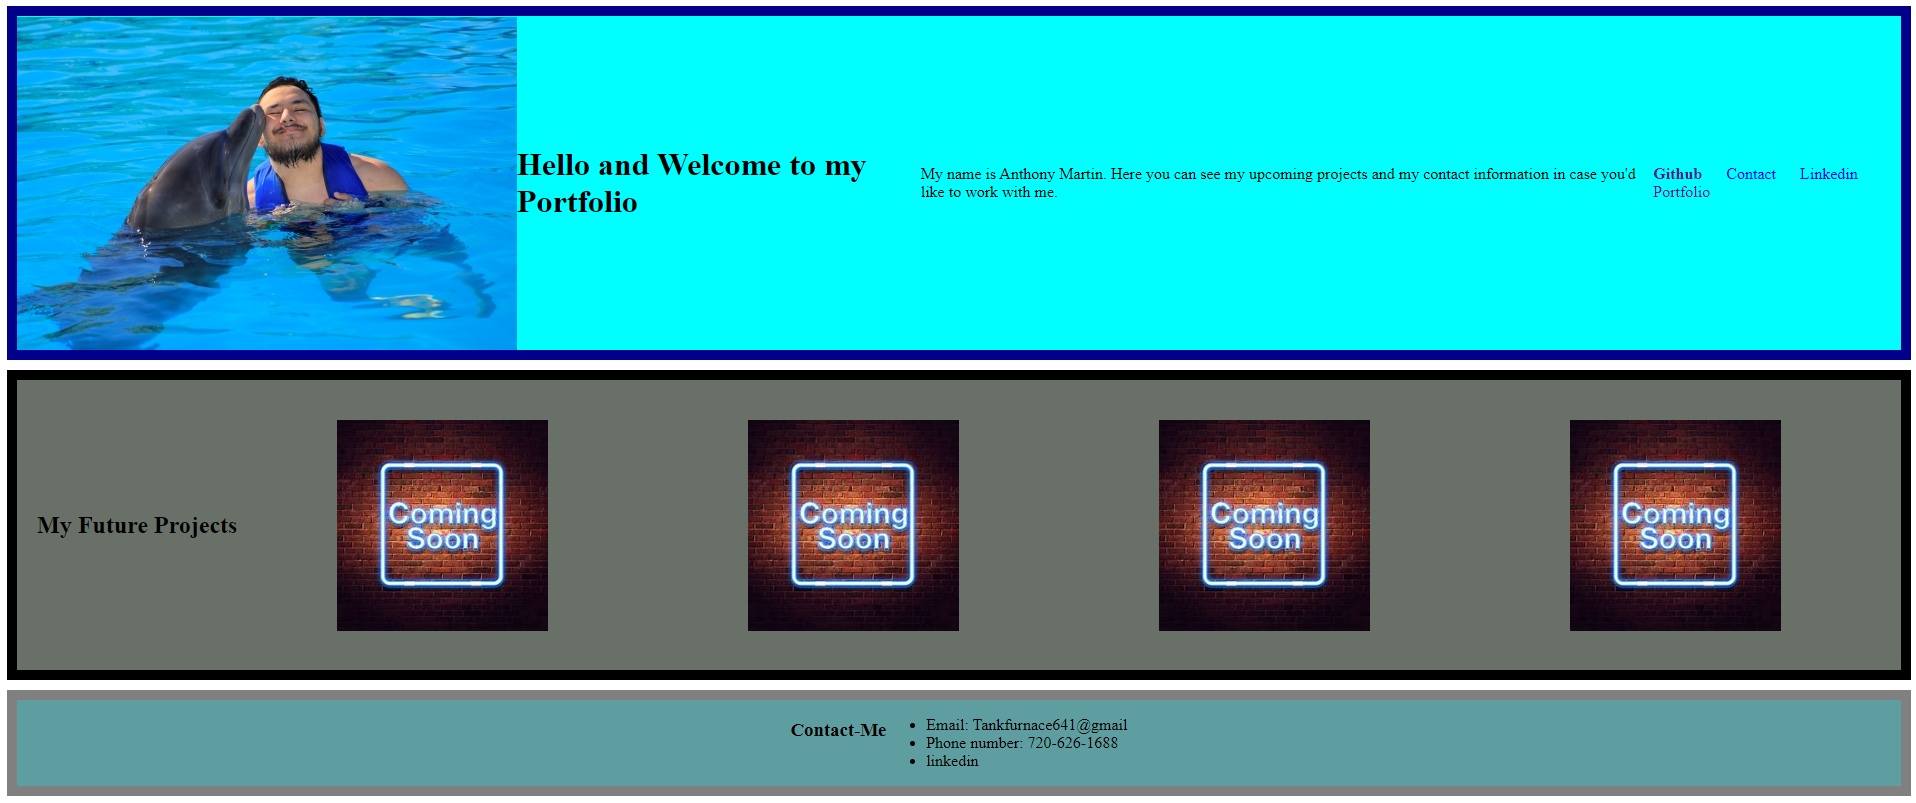 Hello and Welcome to my
Portfolio
My name is Anthony Martin. Here you can see my upcoming projects and my contact information in case you'd
like to work with me.
Github Contact Linkedin
Portfolio
My Future Projects
Coming
Soon
Coming
Soon
Coming
Soon
Coming
Soon
Contact-Me
Email: Tankfurnace641@gmail
Phone number: 720-626-1688
linkedin